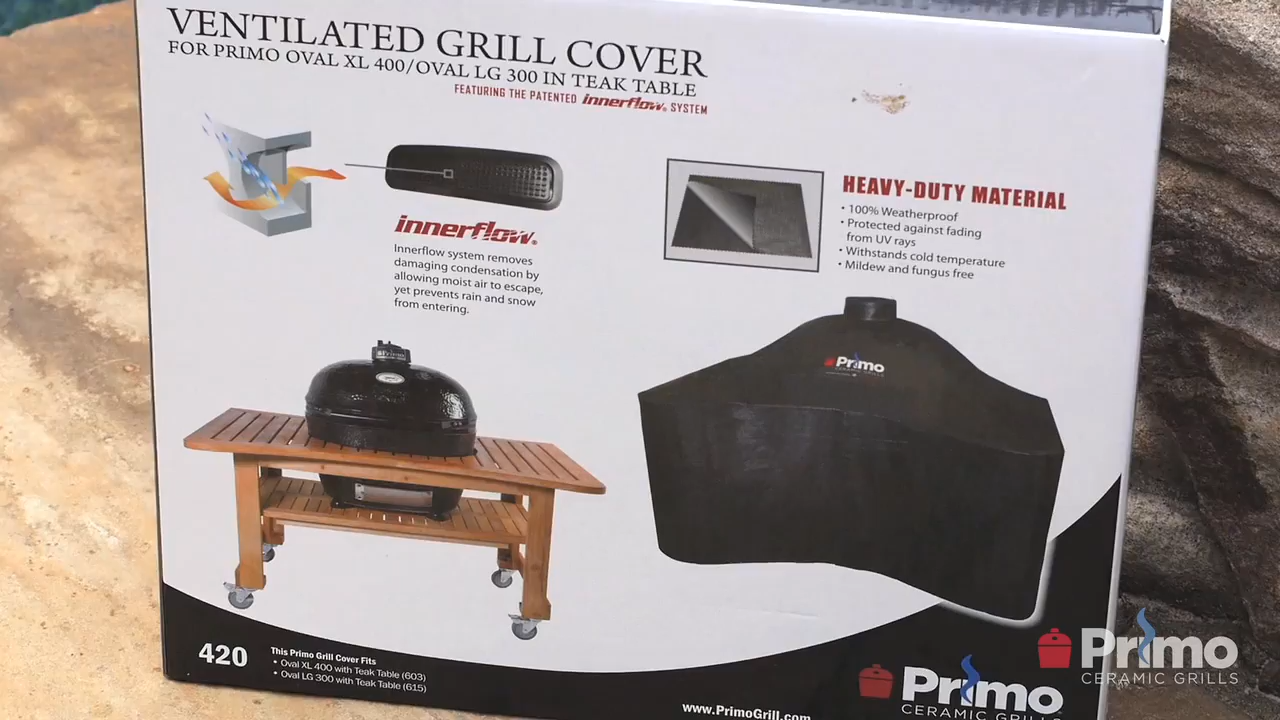 VENTILATED GRILL COVER
FOR PRIMO OVAL XL 400/OVAL LG 300 IN TEAK TABLE
FEATURING THE PATENTED innerflow® SYSTEM
innerflow®
Innerflow system removes
damaging condensation by
allowing moist air to escape,
yet prevents rain and snow
from entering.
HEAVY-DUTY MATERIAL
• 100% Weatherproof
• Protected against fading
from UV rays
• Withstands cold temperature
• Mildew and fungus free
Primo
CERAMIC GRILLS
420
This Primo Grill Cover Fits
• Oval XL 400 with Teak Table (603)
• Oval LG 300 with Teak Table (615)
www.PrimoGrill.com
Primo
CERAMIC GRILLS
Primo
CERAMIC GRILLS